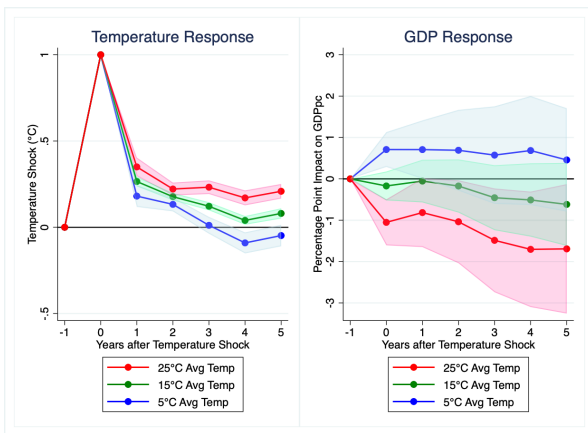 Temperature Response
Temperature Shock (°C)
1
.5
0
-.5
-1 0 1 2 3 4 5
Years after Temperature Shock
25°C Avg Temp
15°C Avg Temp
5°C Avg Temp
GDP Response
Percentage Point Impact on GDPpc
3
2
1
0
-1
-2
-3
-1 0 1 2 3 4 5
Years after Temperature Shock
25°C Avg Temp
15°C Avg Temp
5°C Avg Temp